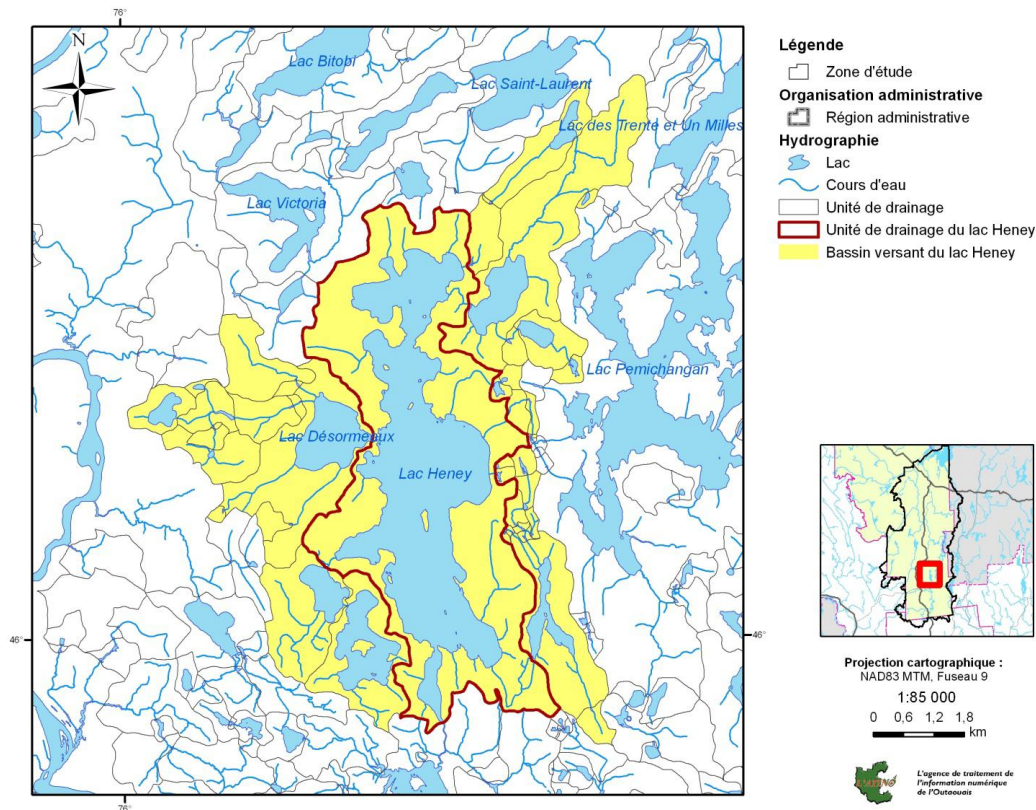 76°
N
Lac Bitobi
Lac Saint-Laurent
Lac des Trente et Un Milles
Lac Victoria
Lac Pemichangan
Lac Désormeaux
Lac Heney
46°
46°
76°
Légende
Zone d'étude
Organisation administrative
Région administrative
Hydrographie
Lac
Cours d'eau
Unité de drainage
Unité de drainage du lac Heney
Bassin versant du lac Heney
Projection cartographique :
NAD83 MTM, Fuseau 9
1:85 000
0 0,6 1,2 1,8
km
L'agence de traitement de
l'information numérique
de l'Outaouais